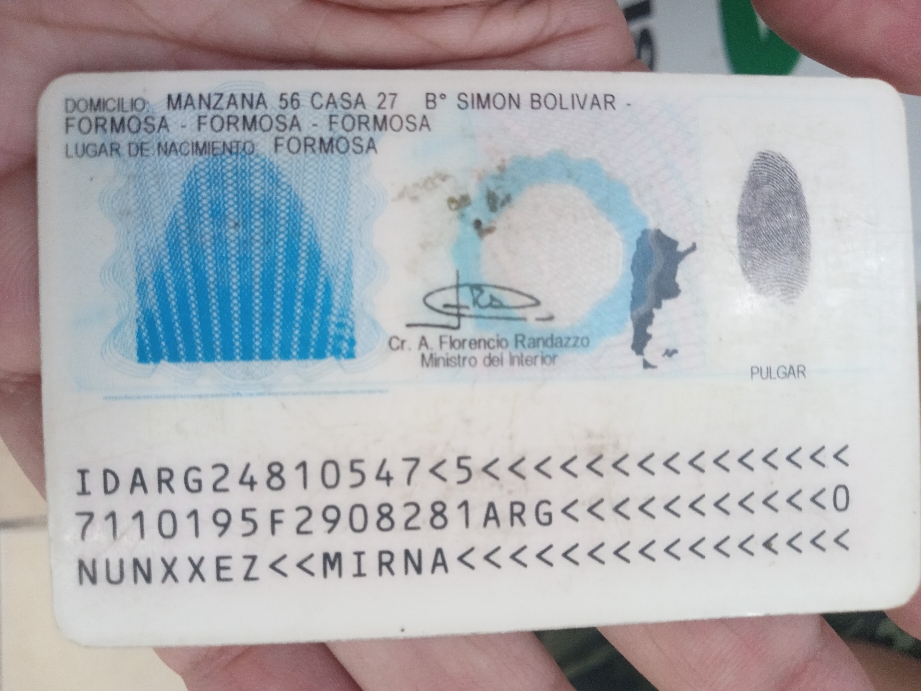 DOMICILIO: MANZANA 56 CASA 27 B° SIMON BOLIVAR -
FORMOSA - FORMOSA - FORMOSA
LUGAR DE NACIMIENTO FORMOSA
Cr. A. Florencio Randazzo
Ministro del Interior
PULGAR
IDARG24810547<5<<<<<<<<<<<<<<<
7110195F2908281ARG<<<<<<<<<<<0
NUNXXEZ<<MIRNA<<<<<<<<<<<<<<<<